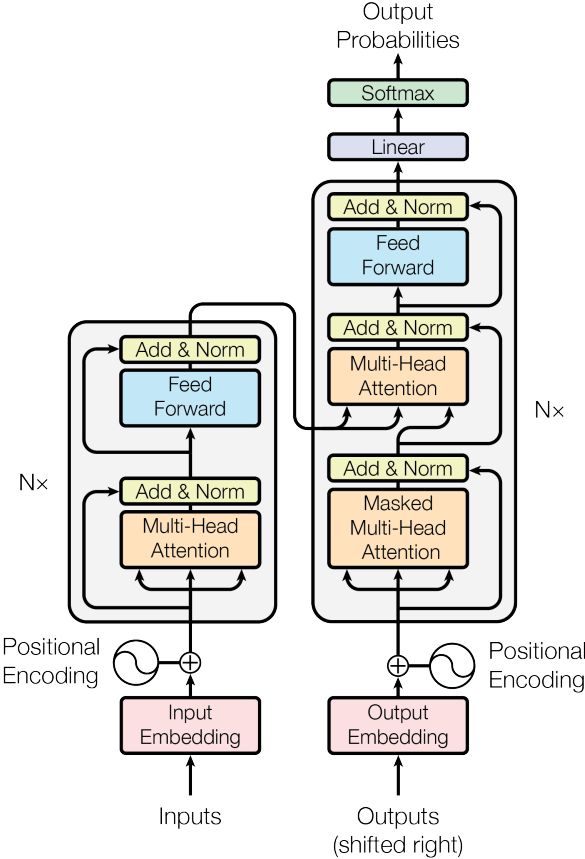 Output
Probabilities
Softmax
Linear
Add & Norm
Feed
Forward
Add & Norm
Multi-Head
Attention
Add & Norm
Masked
Multi-Head
Attention
N×
Add & Norm
Feed
Forward
Add & Norm
Multi-Head
Attention
N×
Positional
Encoding
Positional
Encoding
Input
Embedding
Output
Embedding
Inputs
Outputs
(shifted right)